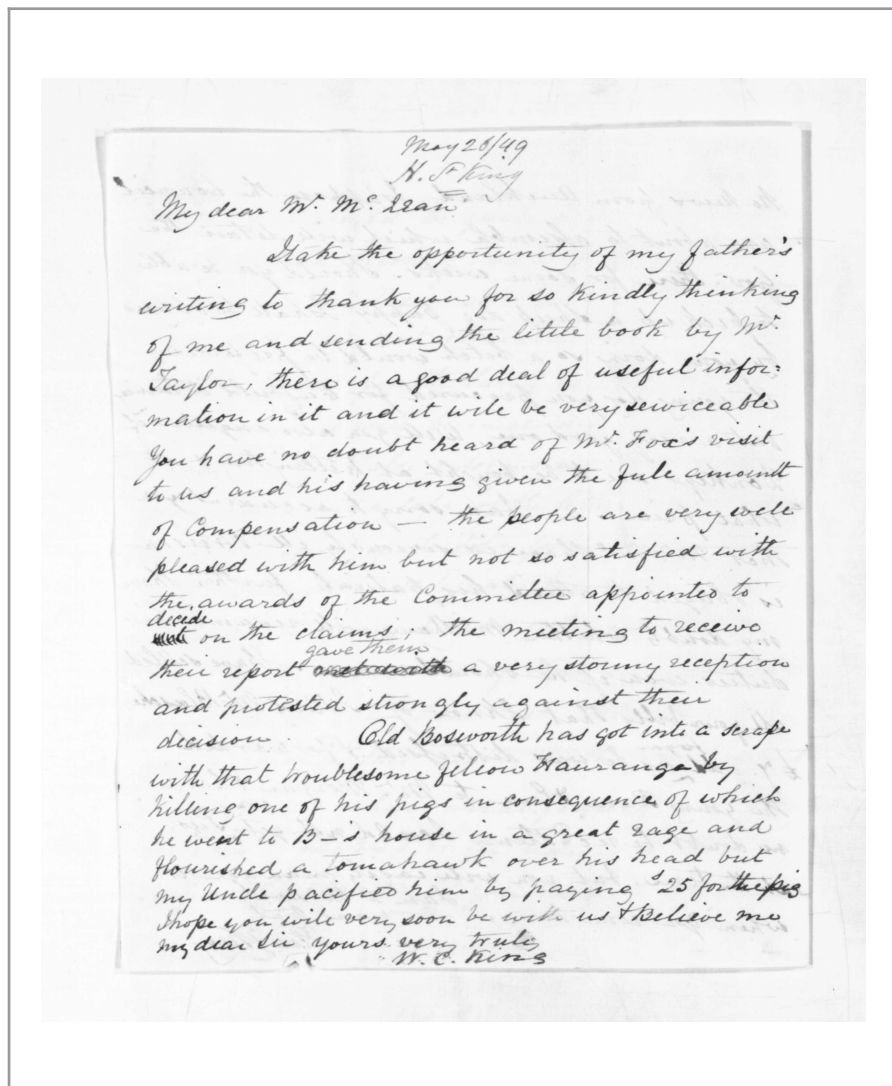 May 26/49
H. St King
My dear Mr. McLean
I take the opportunity of my father's
writing to thank you for so kindly thinking
of me and sending the little book by Mr.
Taylor, there is a good deal of useful infor:
mation in it and it will be very serviceable
You have no doubt heard of Mr. Fox's visit
to us and his having given the full amount
of Compensation — the people are very well
pleased with him but not so satisfied with
the awards of the Committee appointed to
decide on the claims; the meeting to receive
their report gave them a very stormy reception
and protested strongly against their
decision. Old Bosworth has got into a scrape
with that troublesome fellow Hauranga by
killing one of his pigs in consequence of which
he went to B—'s house in a great rage and
flourished a tomahawk over his head but
my Uncle pacified him by paying 25 for the pig
I hope you will very soon be with us & believe me
my dear Sir yours very truly
W. C. King